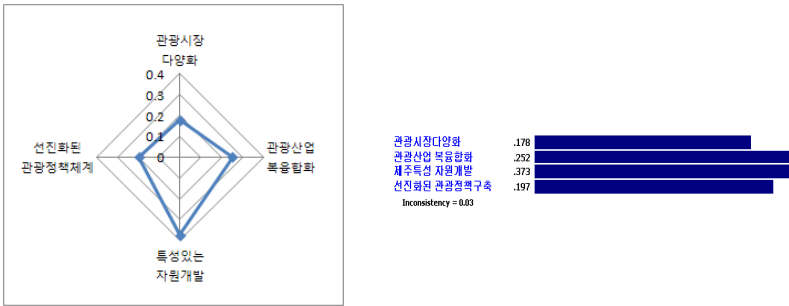 관광시장
다양화
0.4
0.3
0.2
0.1
0
선진화된
관광정책체계
관광산업
복융합화
특성있는
자원개발
관광시장다양화 .178
관광산업 복융합화 .252
제주특성 자원개발 .373
선진화된 관광정책구축 .197
Inconsistency = 0.03